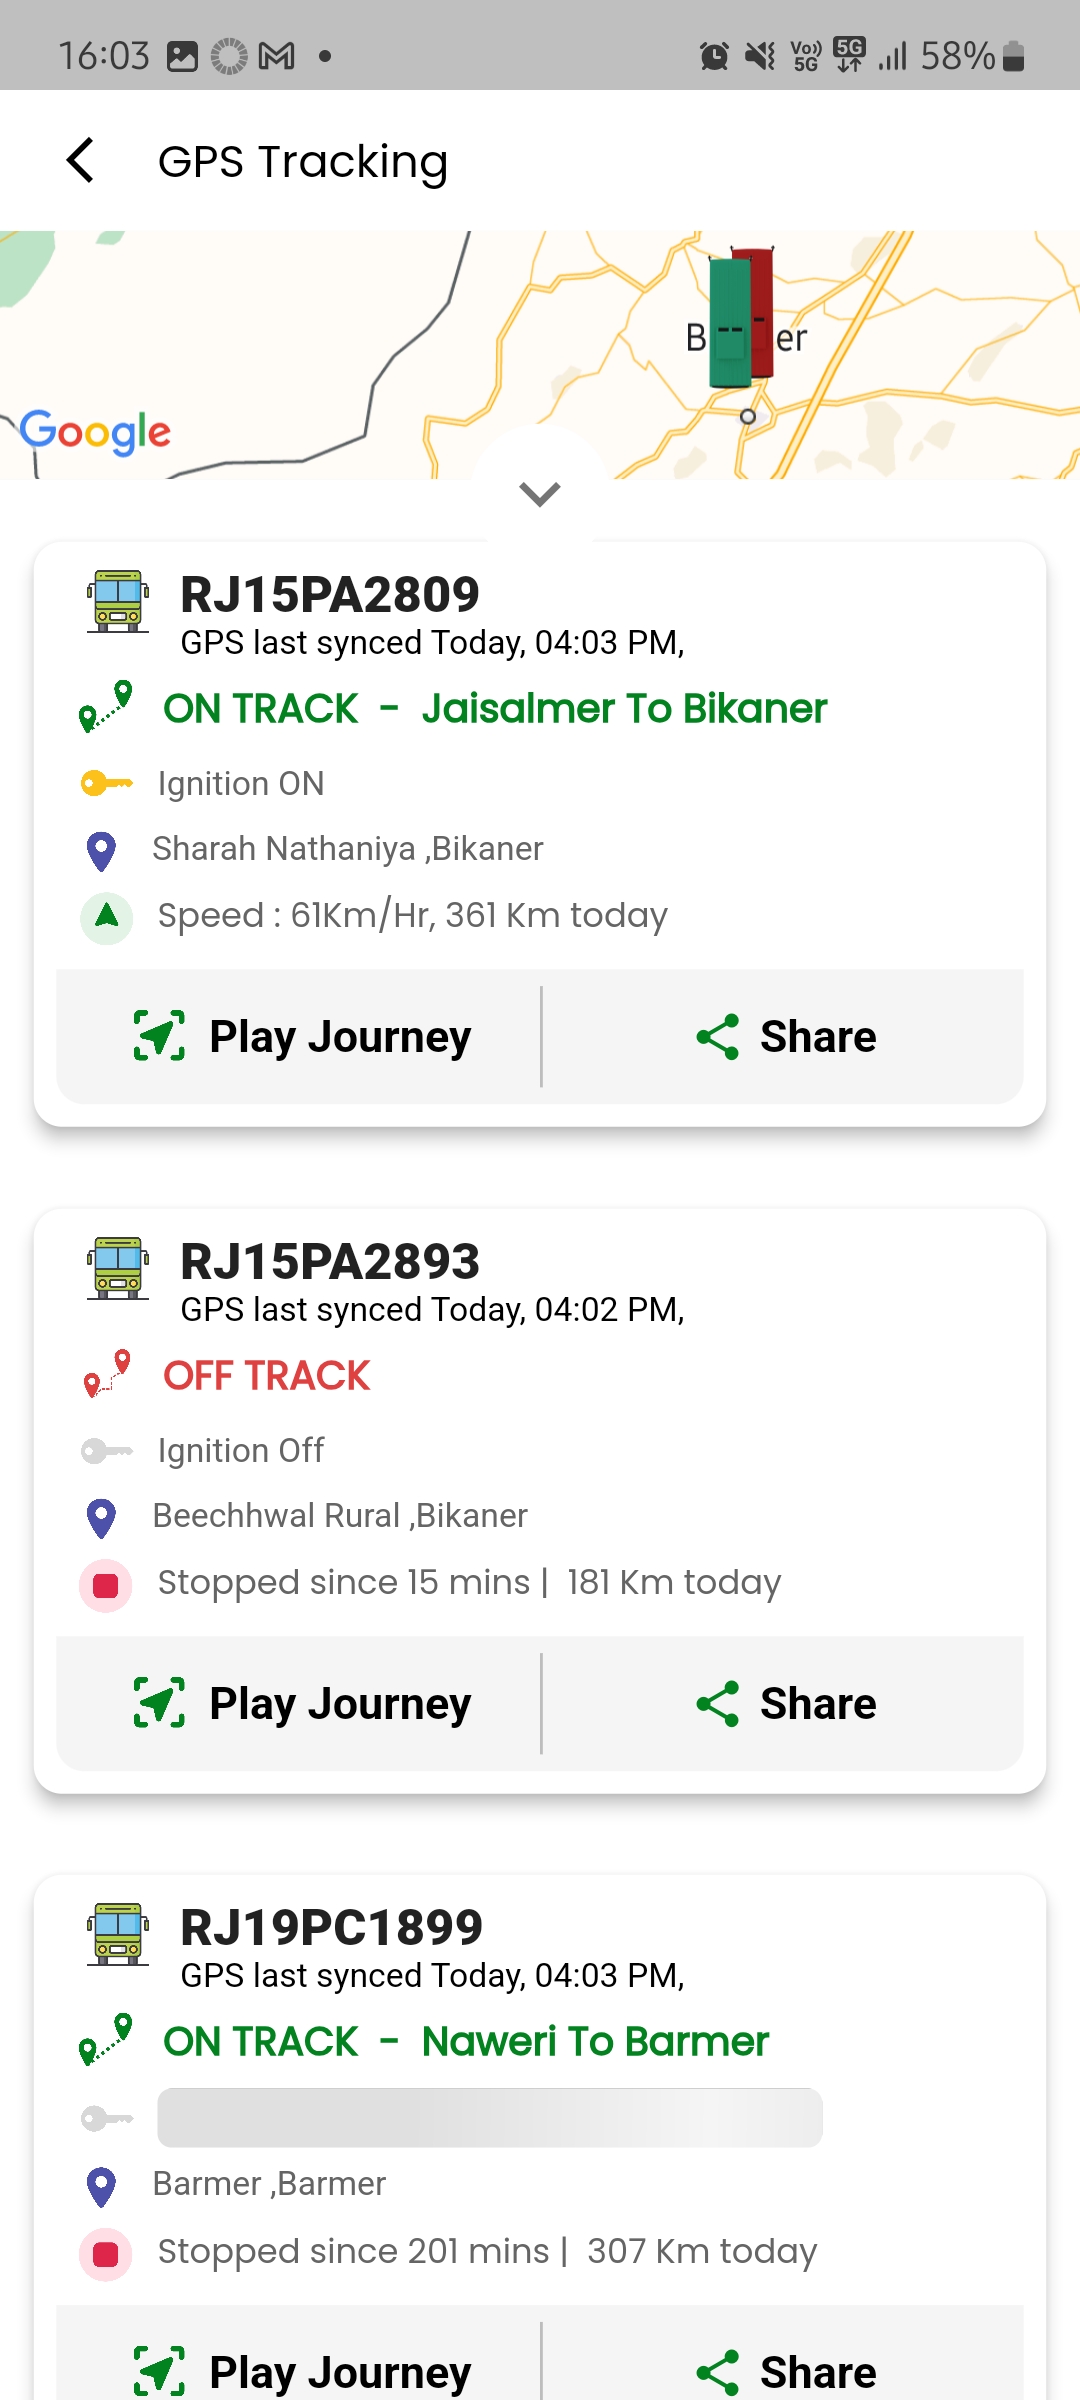 16:03 Vo)) 5G 5G 58%
GPS Tracking
B er
Google
RJ15PA2809
GPS last synced Today, 04:03 PM,
ON TRACK - Jaisalmer To Bikaner
Ignition ON
Sharah Nathaniya ,Bikaner
Speed : 61Km/Hr, 361 Km today
Play Journey Share
RJ15PA2893
GPS last synced Today, 04:02 PM,
OFF TRACK
Ignition Off
Beechhwal Rural ,Bikaner
Stopped since 15 mins | 181 Km today
Play Journey Share
RJ19PC1899
GPS last synced Today, 04:03 PM,
ON TRACK - Naweri To Barmer
Barmer ,Barmer
Stopped since 201 mins | 307 Km today
Play Journey Share